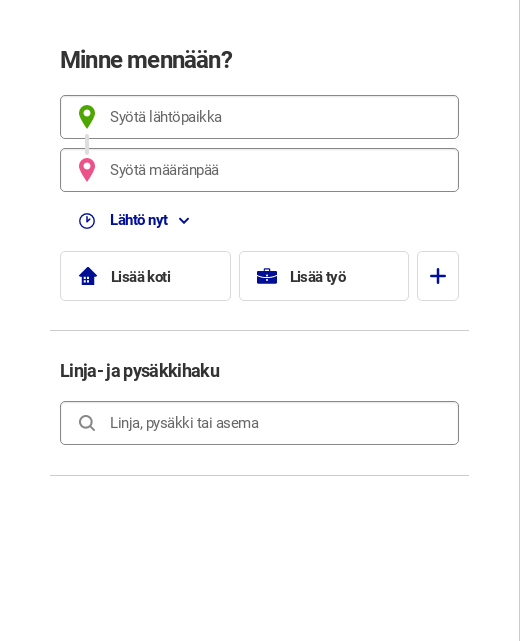 Minne mennään?
Syötä lähtöpaikka
Syötä määränpää
Lähtö nyt
Lisää koti
Lisää työ
Linja- ja pysäkkihaku
Linja, pysäkki tai asema